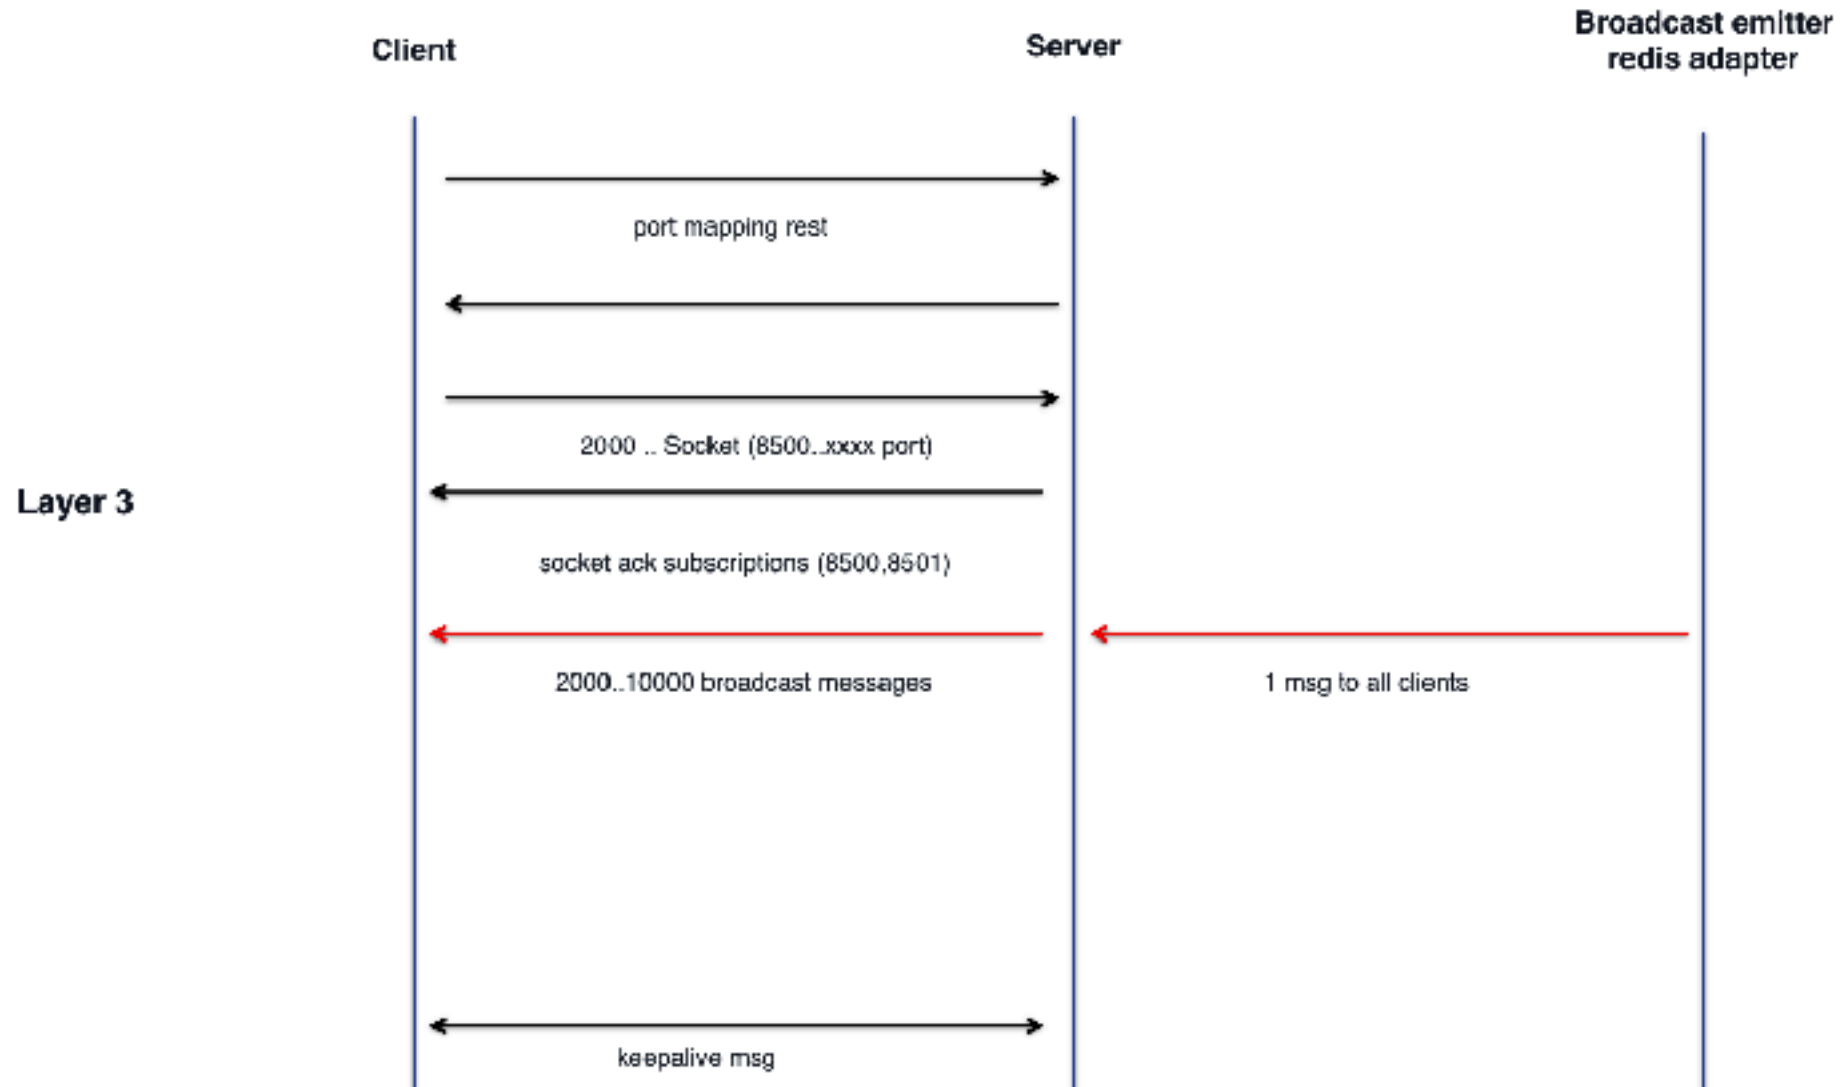 Client
Server
Broadcast emitter
redis adapter
port mapping rest
2000 .. Socket (8500..xxxx port)
Layer 3
socket ack subscriptions (8500,8501)
2000..10000 broadcast messages
1 msg to all clients
keepalive msg